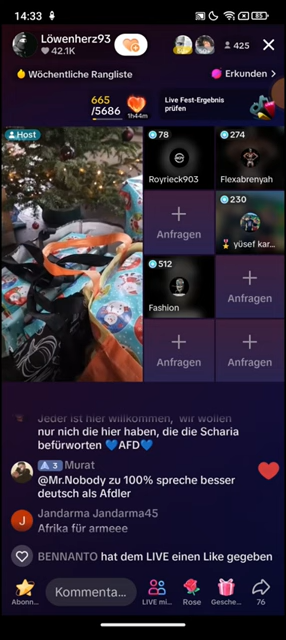 14:33
85
Löwenherz93
42.1K
425
Wöchentliche Rangliste
Erkunden >
665
/5686
1h44m
Live Fest-Ergebnis
prüfen
Host
78
274
Royrieck903
Flexabrenyah
230
Anfragen
yüsef kar...
512
Fashion
Anfragen
Anfragen
Anfragen
Jeder ist hier willkommen, wir wollen
nur nich die hier haben, die die Scharia
befürworten 💙AFD💙
3 Murat
@Mr.Nobody zu 100% spreche besser
deutsch als Afdler
J
Jandarma Jandarma45
Afrika für armeee
BENNANTO hat dem LIVE einen Like gegeben
Abonn...
Kommenta...
LIVE mi...
Rose
Gesche...
76